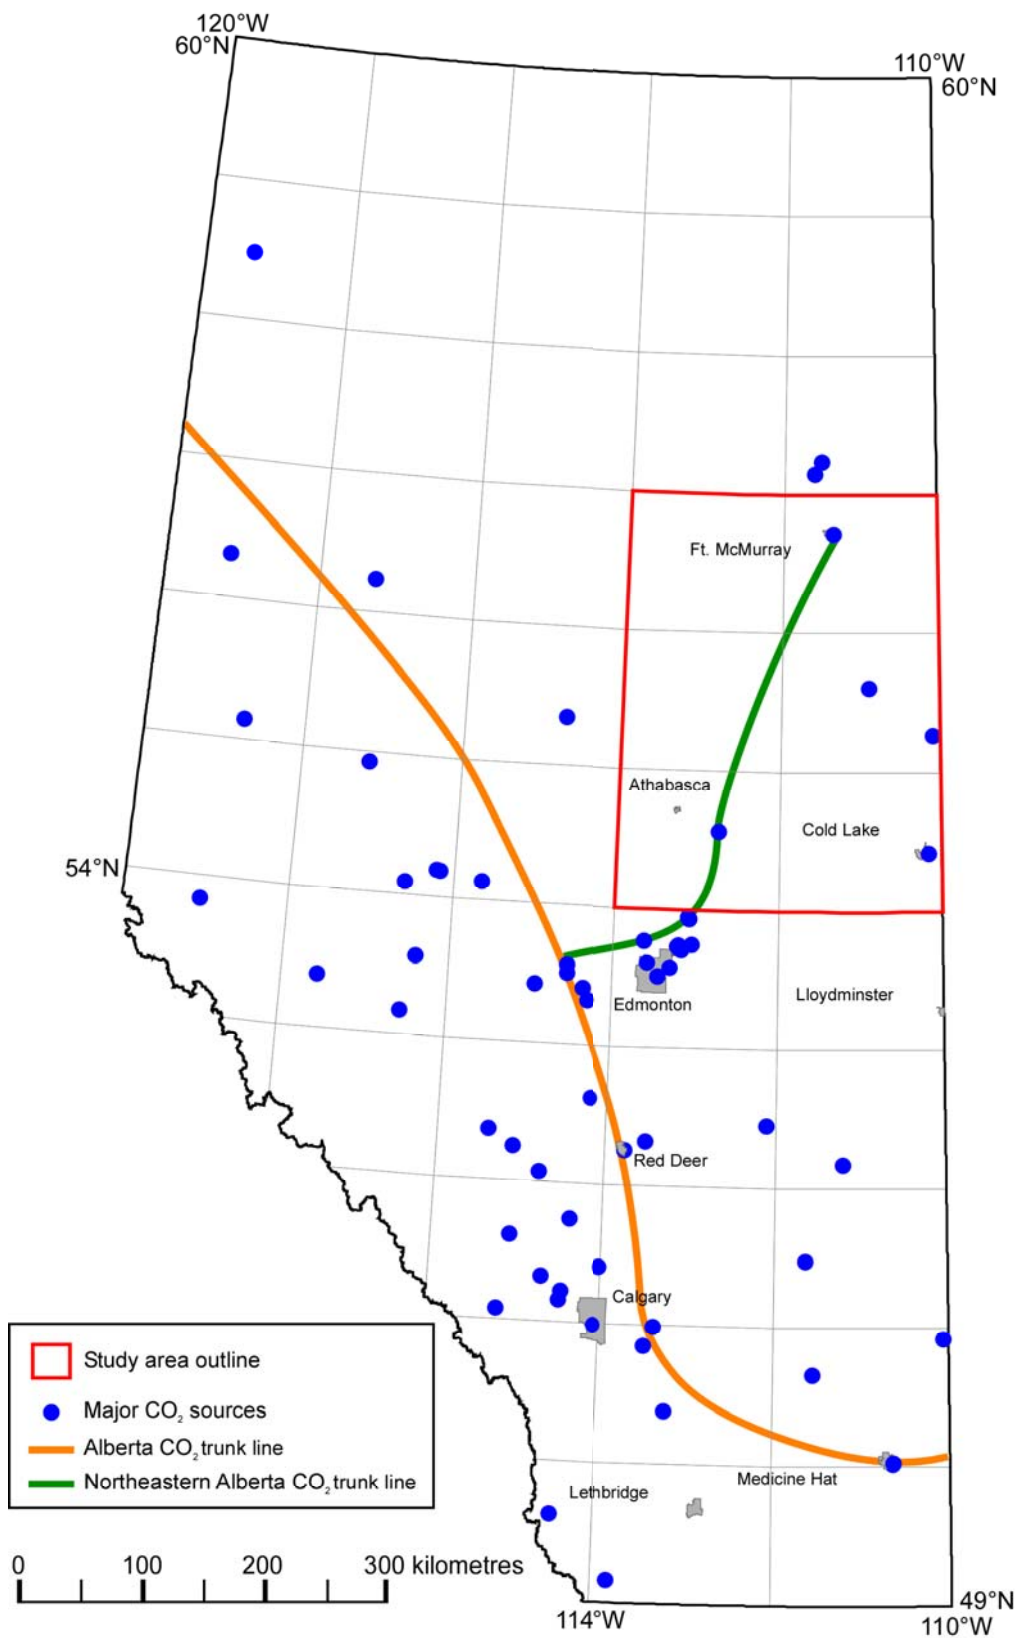 120°W
60°N
110°W
60°N
Ft. McMurray
Athabasca
Cold Lake
54°N
Edmonton
Lloydminster
Red Deer
Calgary
Study area outline
Major CO₂ sources
Alberta CO₂ trunk line
Northeastern Alberta CO₂ trunk line
Medicine Hat
Lethbridge
0 100 200 300 kilometres
49°N
114°W
110°W